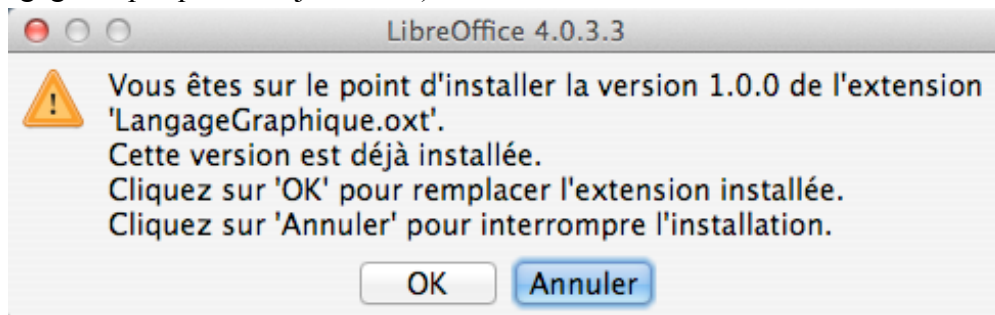 LibreOffice 4.0.3.3
Vous êtes sur le point d'installer la version 1.0.0 de l'extension
'LangageGraphique.oxt'.
Cette version est déjà installée.
Cliquez sur 'OK' pour remplacer l'extension installée.
Cliquez sur 'Annuler' pour interrompre l'installation.
OK Annuler